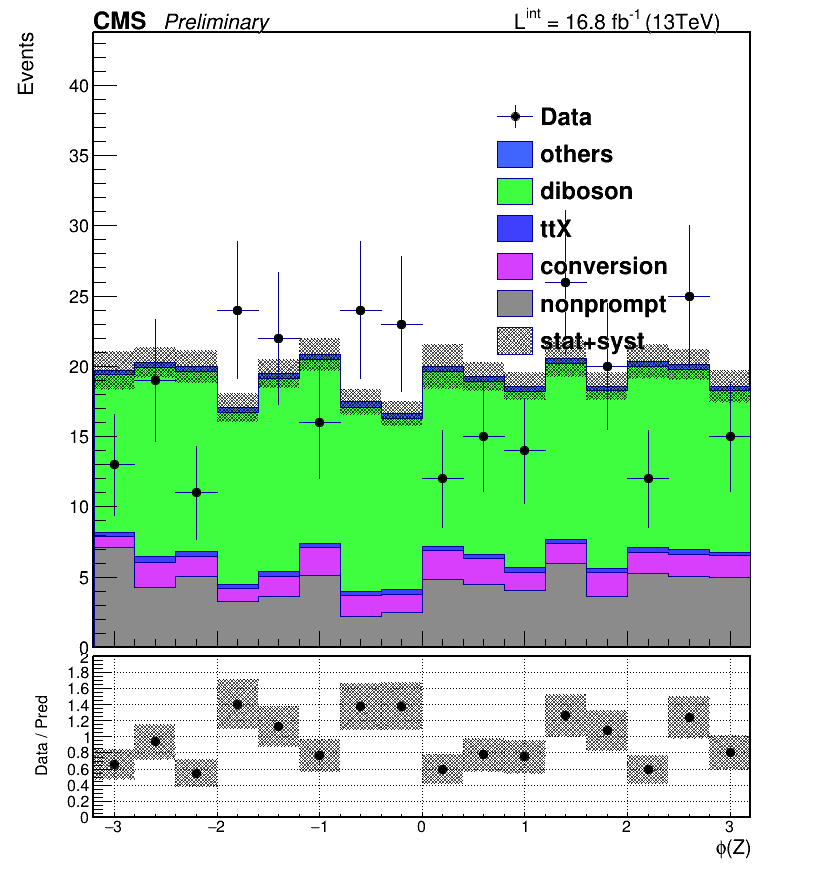 CMS Preliminary L^int = 16.8 fb^-1 (13TeV)
Events
40
35
30
25
20
15
10
5
0
Data
others
diboson
ttX
conversion
nonprompt
stat+syst
Data / Pred
2
1.8
1.6
1.4
1.2
1
0.8
0.6
0.4
0.2
0
−3 −2 −1 0 1 2 3
ϕ(Z)